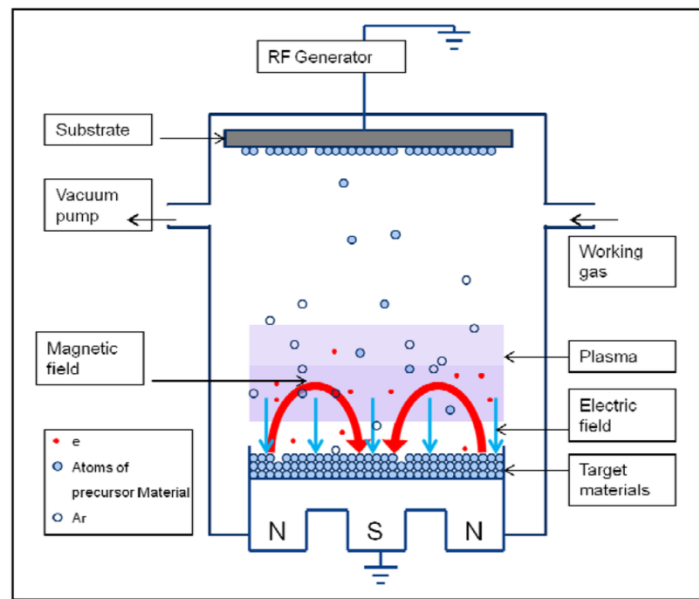 RF Generator
Substrate
Vacuum
pump
Working
gas
Magnetic
field
Plasma
Electric
field
e
Atoms of
precursor Material
Ar
Target
materials
N
S
N